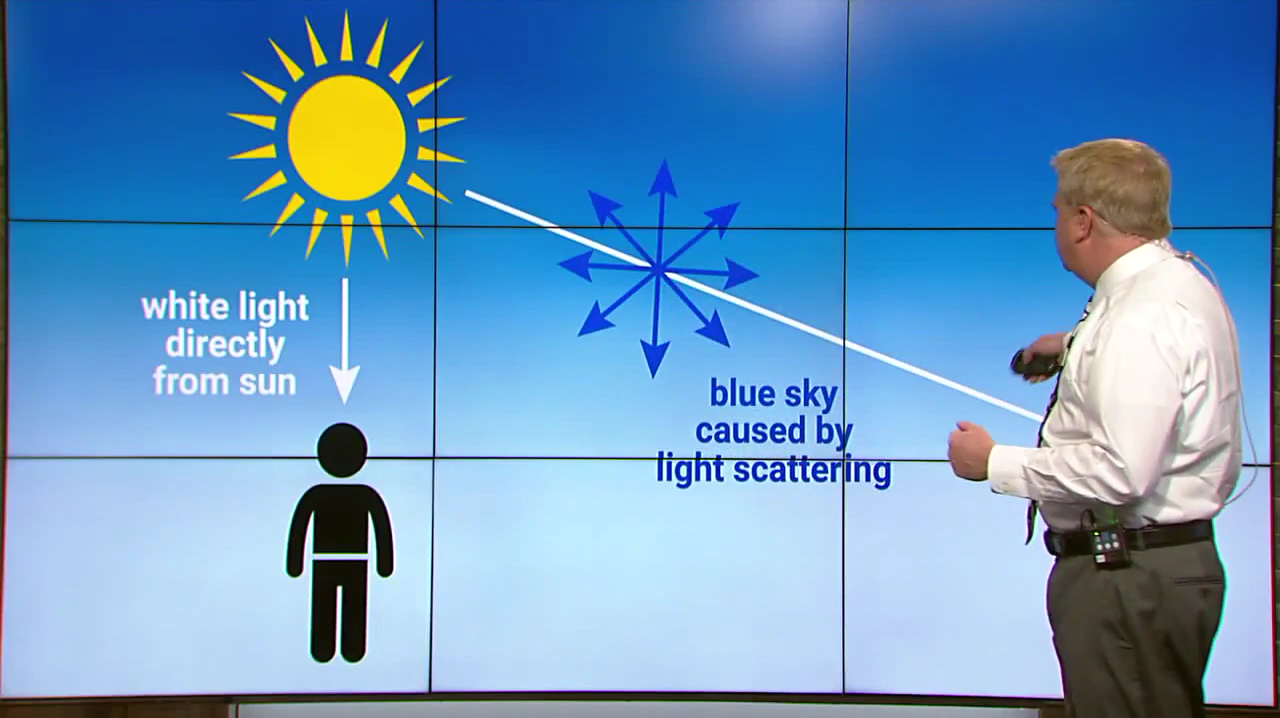 white light
directly
from sun
blue sky
caused by
light scattering